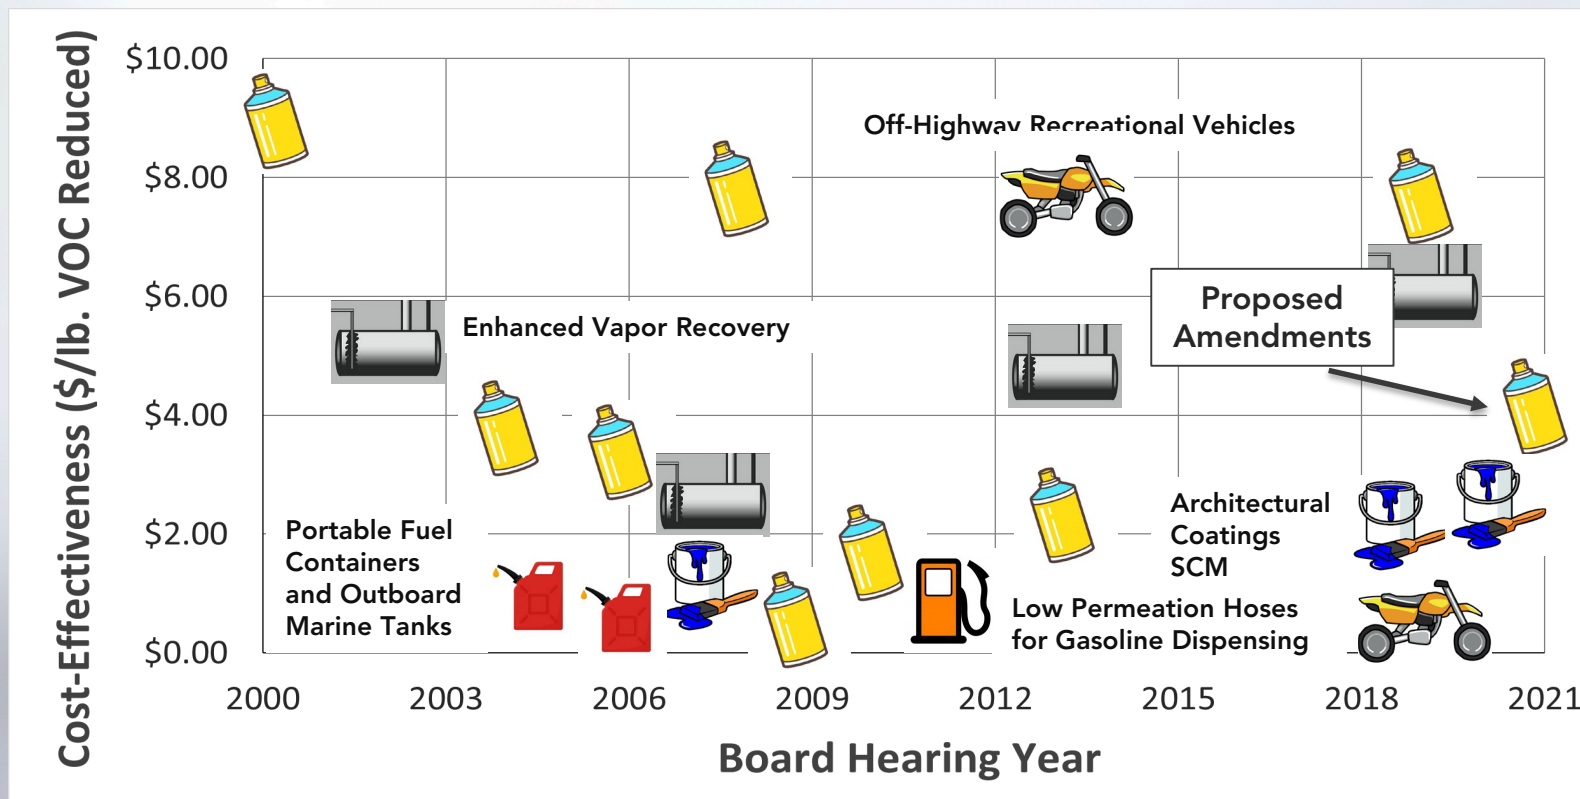 Cost-Effectiveness ($/lb. VOC Reduced)
$10.00
$8.00
$6.00
$4.00
$2.00
$0.00
Off-Highway Recreational Vehicles
Enhanced Vapor Recovery
Proposed
Amendments
Portable Fuel
Containers
and Outboard
Marine Tanks
Architectural
Coatings
SCM
Low Permeation Hoses
for Gasoline Dispensing
2000 2003 2006 2009 2012 2015 2018 2021
Board Hearing Year